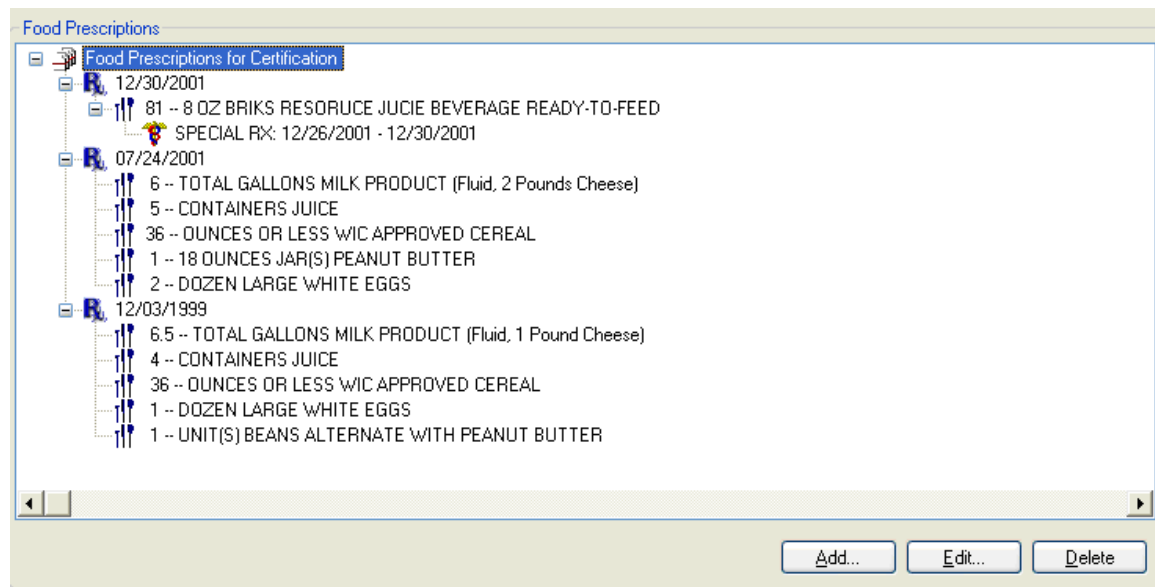 Food Prescriptions
Food Prescriptions for Certification
12/30/2001
81 -- 8 OZ BRIKS RESORUCE JUCIE BEVERAGE READY-TO-FEED
SPECIAL RX: 12/26/2001 - 12/30/2001
07/24/2001
6 -- TOTAL GALLONS MILK PRODUCT (Fluid, 2 Pounds Cheese)
5 -- CONTAINERS JUICE
36 -- OUNCES OR LESS WIC APPROVED CEREAL
1 -- 18 OUNCES JAR(S) PEANUT BUTTER
2 -- DOZEN LARGE WHITE EGGS
12/03/1999
6.5 -- TOTAL GALLONS MILK PRODUCT (Fluid, 1 Pound Cheese)
4 -- CONTAINERS JUICE
36 -- OUNCES OR LESS WIC APPROVED CEREAL
1 -- DOZEN LARGE WHITE EGGS
1 -- UNIT(S) BEANS ALTERNATE WITH PEANUT BUTTER
Add... Edit... Delete